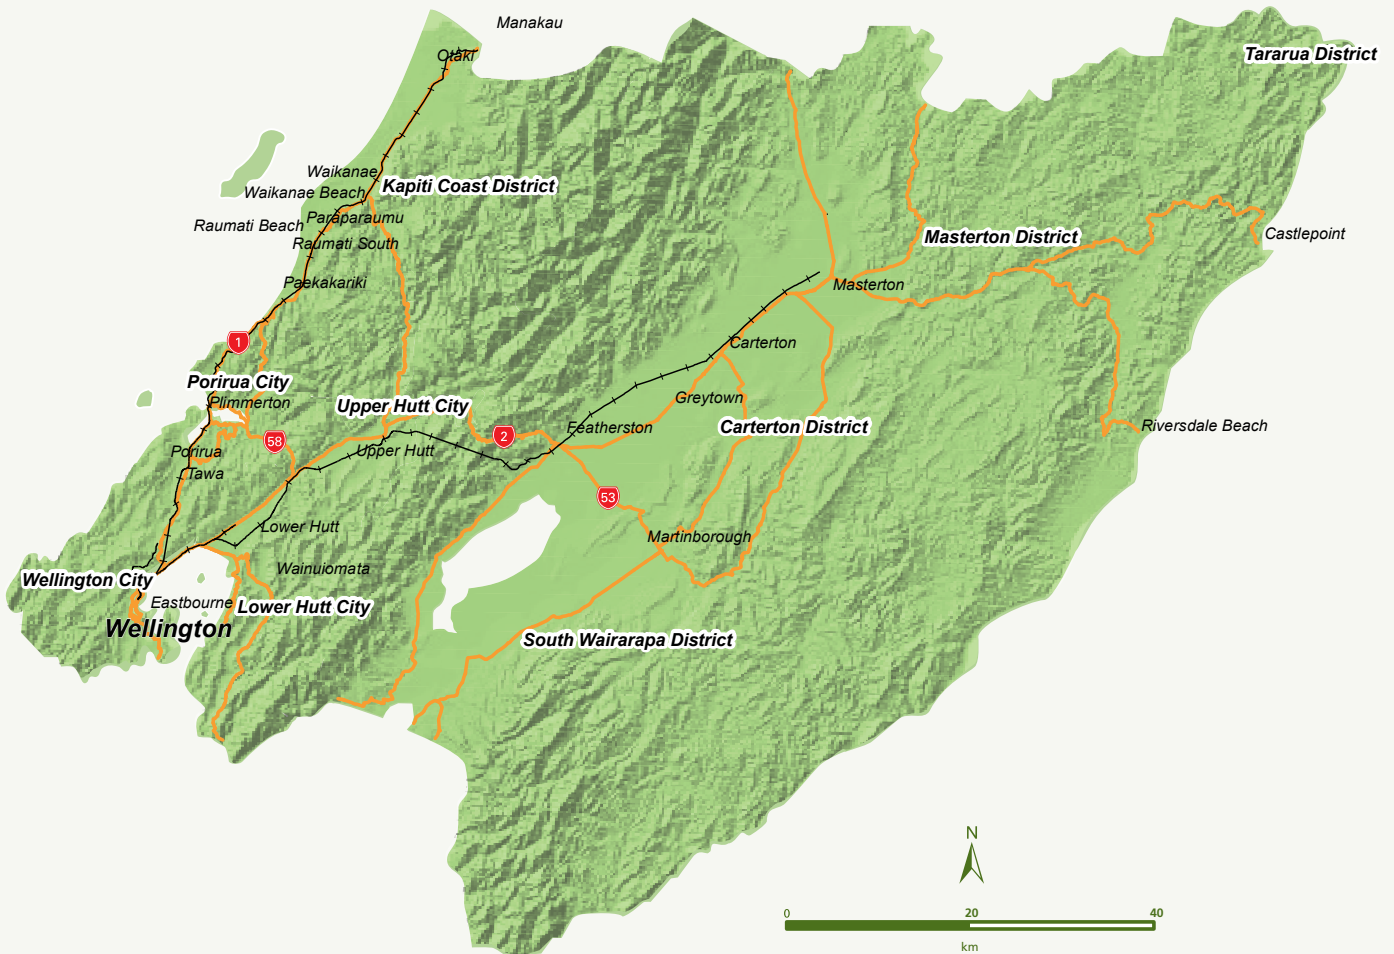 Manakau
Otaki
Tararua District
Waikanae
Kapiti Coast District
Waikanae Beach
Paraparaumu
Raumati Beach
Raumati South
Masterton District
Castlepoint
Paekakariki
Masterton
1
Carterton
Porirua City
Plimmerton
Greytown
Upper Hutt City
2
Featherston
Carterton District
Riversdale Beach
58
Porirua
Upper Hutt
Tawa
53
Lower Hutt
Martinborough
Wainuiomata
Wellington City
Eastbourne
Lower Hutt City
Wellington
South Wairarapa District
N
0 20 40
km